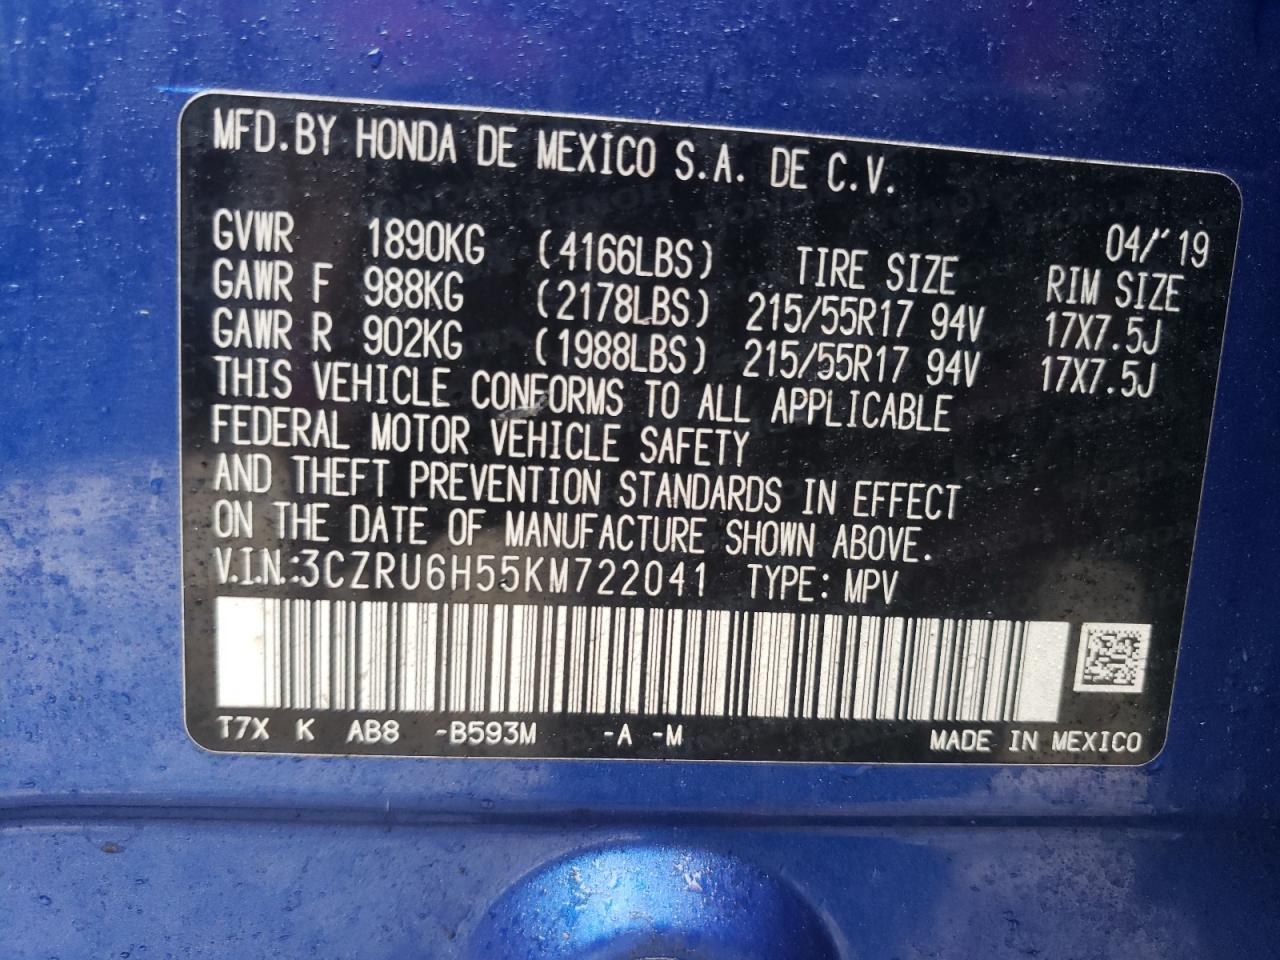 MFD.BY HONDA DE MEXICO S.A. DE C.V.
04/'19
GVWR 1890KG (4166LBS) TIRE SIZE RIM SIZE
GAWR F 988KG (2178LBS) 215/55R17 94V 17X7.5J
GAWR R 902KG (1988LBS) 215/55R17 94V 17X7.5J
THIS VEHICLE CONFORMS TO ALL APPLICABLE
FEDERAL MOTOR VEHICLE SAFETY
AND THEFT PREVENTION STANDARDS IN EFFECT
ON THE DATE OF MANUFACTURE SHOWN ABOVE.
V.I.N.:3CZRU6H55KM722041 TYPE: MPV
T7X K AB8 -B593M -A -M MADE IN MEXICO